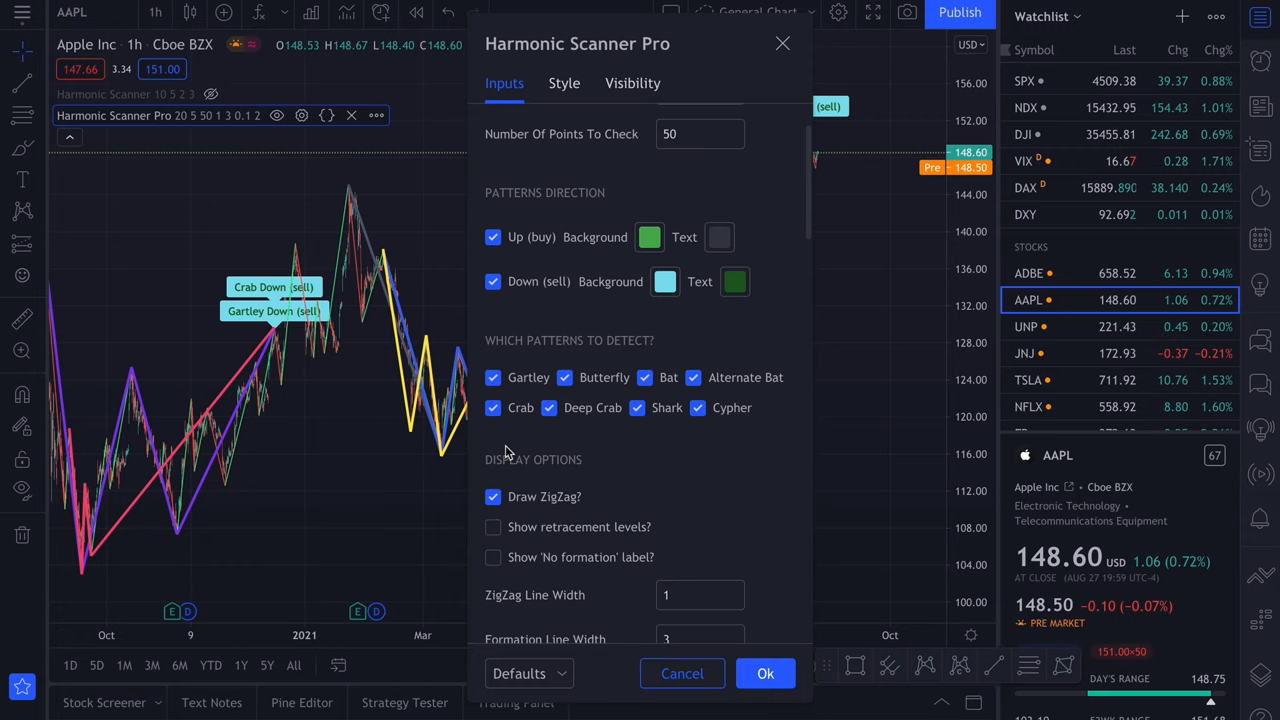 AAPL
1h
General Chart
Publish
Watchlist
Apple Inc · 1h · Cboe BZX O148.53 H148.67 L148.40 C148.60
147.66 3.34 151.00
Harmonic Scanner 10 5 2 3
Harmonic Scanner Pro 20 5 50 1 3 0.1 2
Crab Down (sell)
Gartley Down (sell)
Oct 9 2021 Mar Oct
E D E D
1D 5D 1M 3M 6M YTD 1Y 5Y All
Stock Screener Text Notes Pine Editor Strategy Tester Trading Panel
Harmonic Scanner Pro
Inputs Style Visibility
Number Of Points To Check 50
PATTERNS DIRECTION
Up (buy) Background Text
Down (sell) Background Text
WHICH PATTERNS TO DETECT?
Gartley Butterfly Bat Alternate Bat
Crab Deep Crab Shark Cypher
DISPLAY OPTIONS
Draw ZigZag?
Show retracement levels?
Show 'No formation' label?
ZigZag Line Width 1
Formation Line Width 3
Defaults Cancel Ok
(sell)
USD
156.00
152.00
148.60
Pre 148.50
144.00
140.00
136.00
132.00
128.00
124.00
120.00
116.00
112.00
108.00
104.00
100.00
Symbol Last Chg Chg%
SPX 4509.38 39.37 0.88%
NDX 15432.95 154.43 1.01%
DJI 35455.81 242.68 0.69%
VIX D 16.67 0.28 1.71%
DAX D 15889.890 38.140 0.24%
DXY 92.692 0.011 0.01%
STOCKS
ADBE 658.52 6.13 0.94%
AAPL 148.60 1.06 0.72%
UNP 221.43 0.45 0.20%
JNJ 172.93 -0.37 -0.21%
TSLA 711.92 10.76 1.53%
NFLX 558.92 8.80 1.60%
AAPL 67
Apple Inc · Cboe BZX
Electronic Technology ·
Telecommunications Equipment
148.60 USD 1.06 (0.72%)
AT CLOSE (AUG 27 19:59 UTC-4)
148.50 -0.10 (-0.07%)
PRE MARKET
151.00×50
DAY'S RANGE 148.75